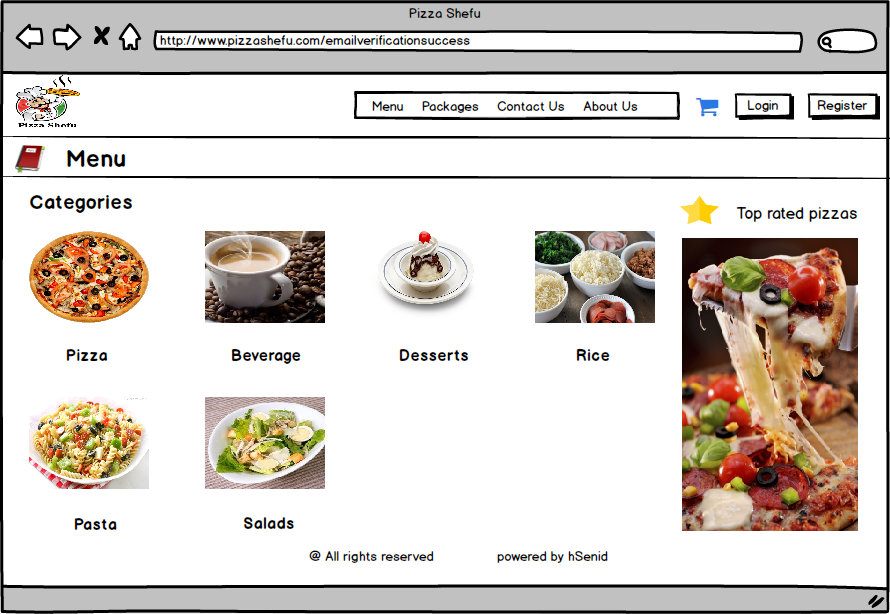 Pizza Shefu
http://www.pizzashefu.com/emailverificationsuccess
Pizza Shefu
Menu Packages Contact Us About Us Login Register
Menu
Categories
Top rated pizzas
Pizza Beverage Desserts Rice
Pasta Salads
@ All rights reserved powered by hSenid